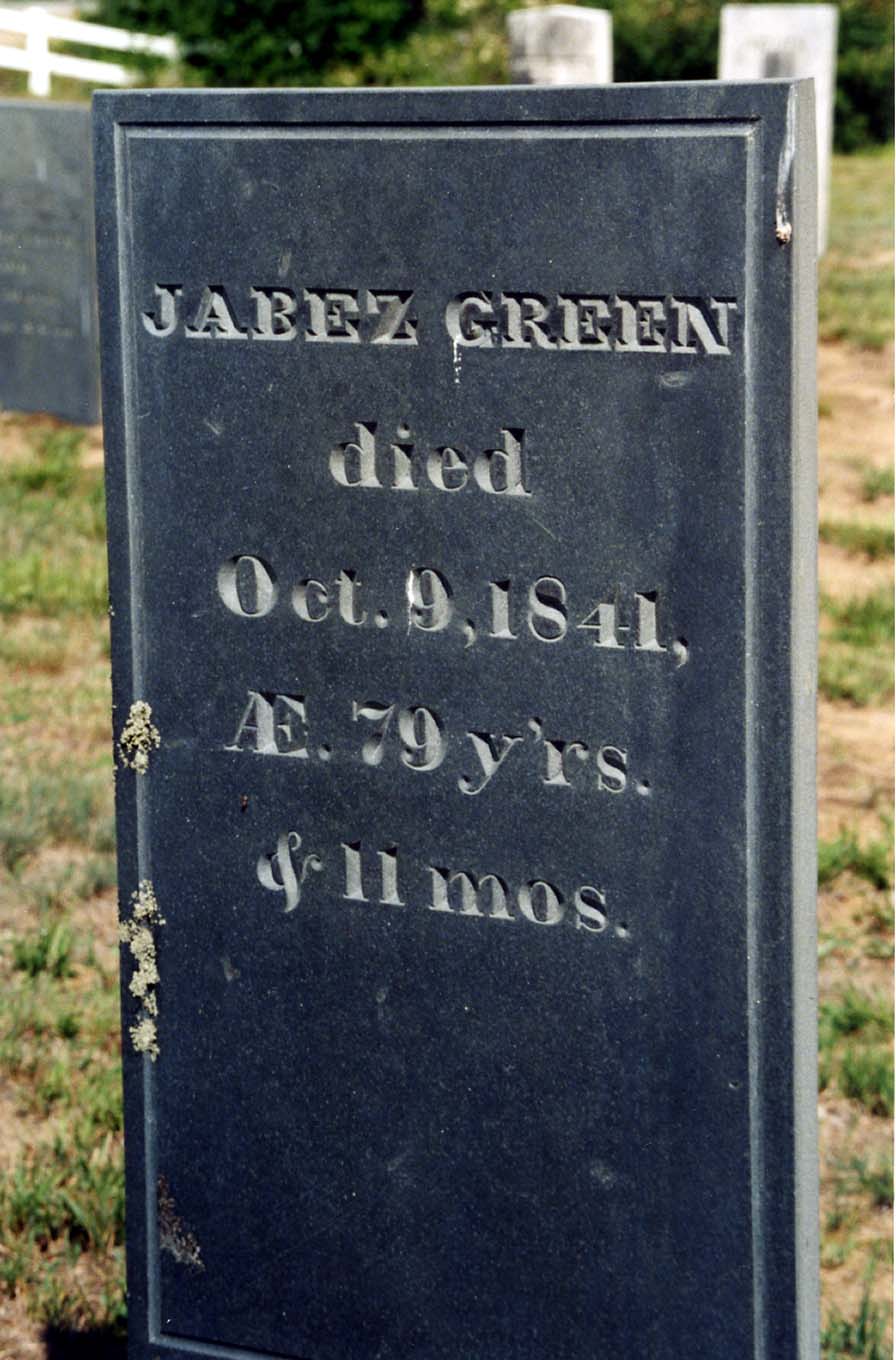 JABEZ GREEN
died
Oct. 9, 1841,
Æ. 79 y'rs.
& 11 mos.